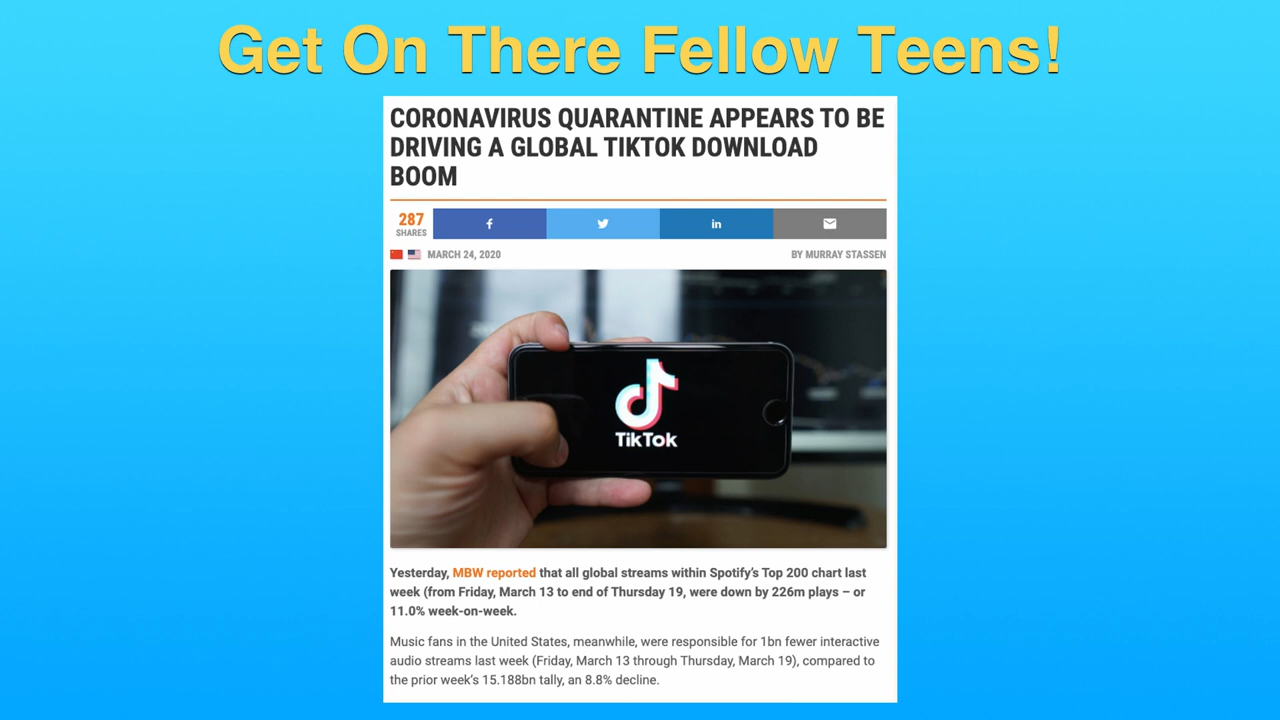 Get On There Fellow Teens!
CORONAVIRUS QUARANTINE APPEARS TO BE
DRIVING A GLOBAL TIKTOK DOWNLOAD
BOOM
287
SHARES
f
in
MARCH 24, 2020
BY MURRAY STASSEN
TikTok
Yesterday, MBW reported that all global streams within Spotify's Top 200 chart last
week (from Friday, March 13 to end of Thursday 19, were down by 226m plays – or
11.0% week-on-week.
Music fans in the United States, meanwhile, were responsible for 1bn fewer interactive
audio streams last week (Friday, March 13 through Thursday, March 19), compared to
the prior week's 15.188bn tally, an 8.8% decline.